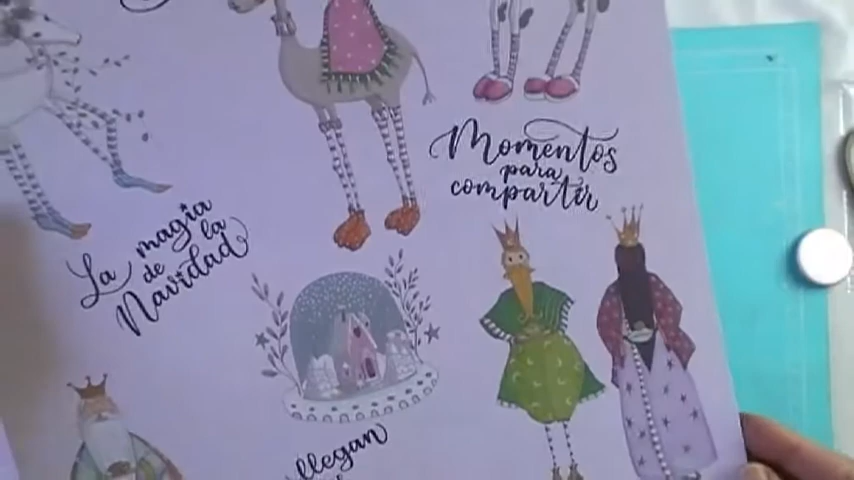 Momentos
para
compartir
La magia
de la
Navidad
llegan